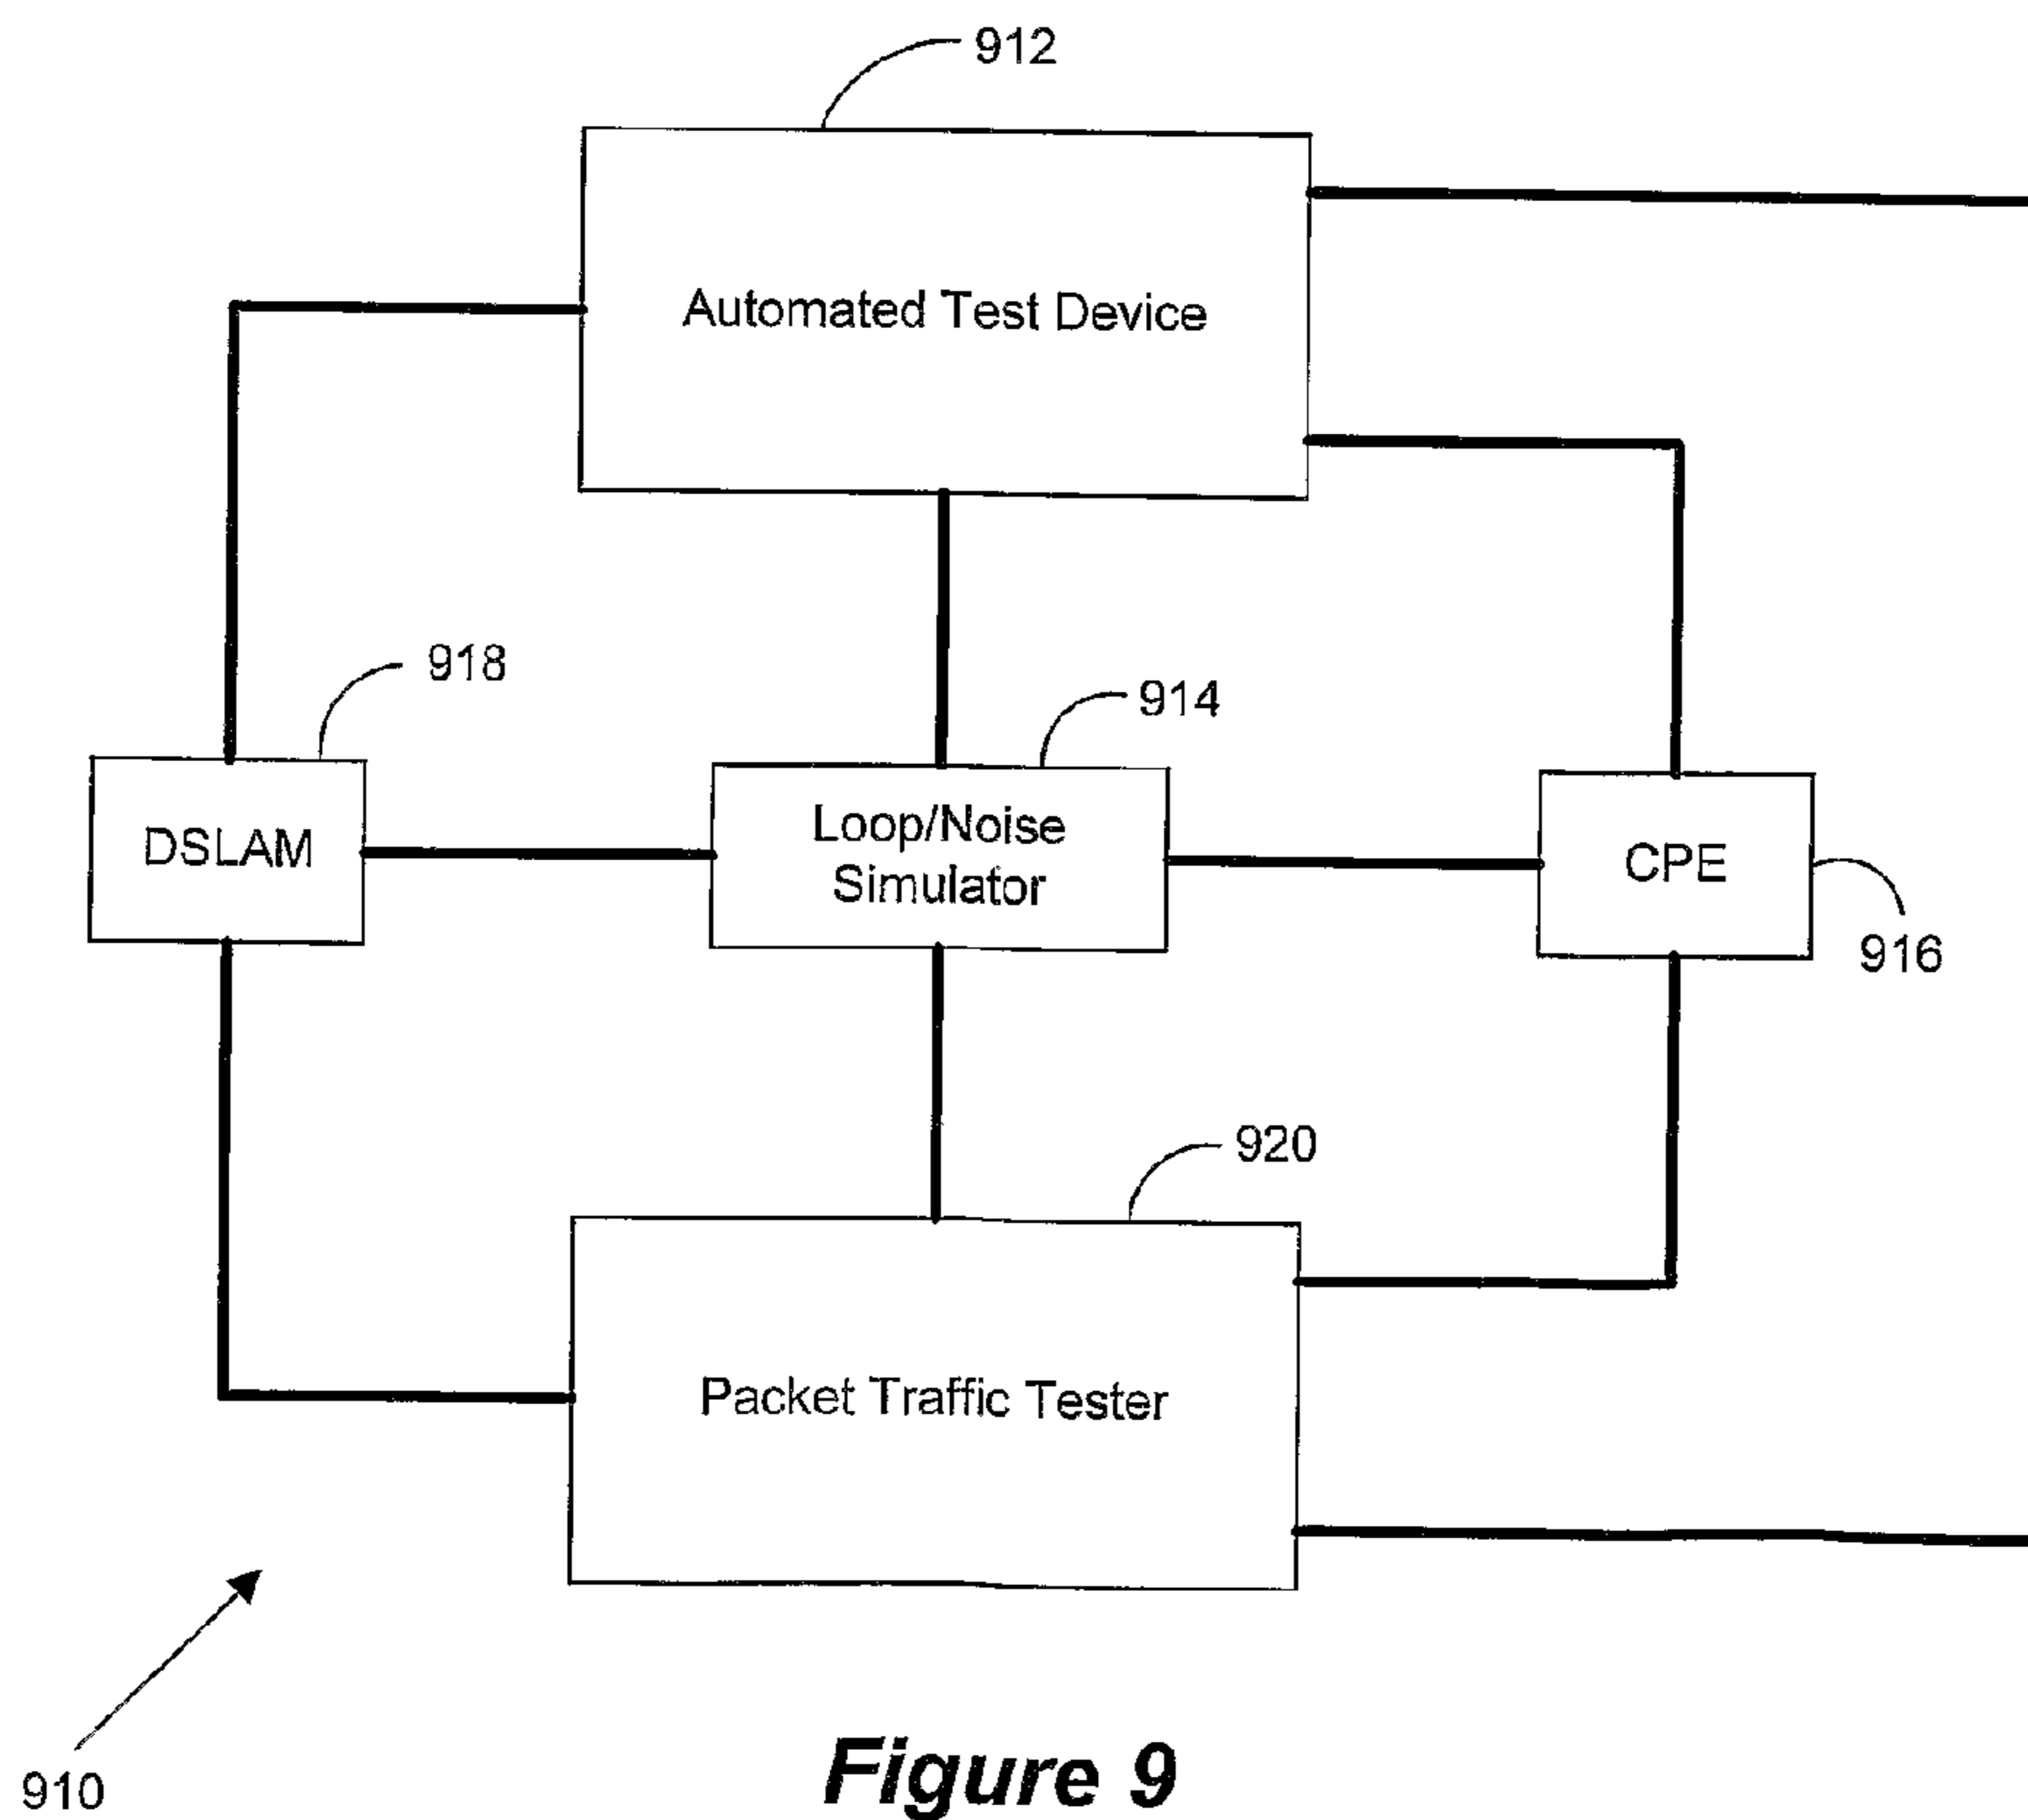 912
Automated Test Device
918
914
DSLAM
Loop/Noise
Simulator
CPE
916
920
Packet Traffic Tester
910
Figure 9